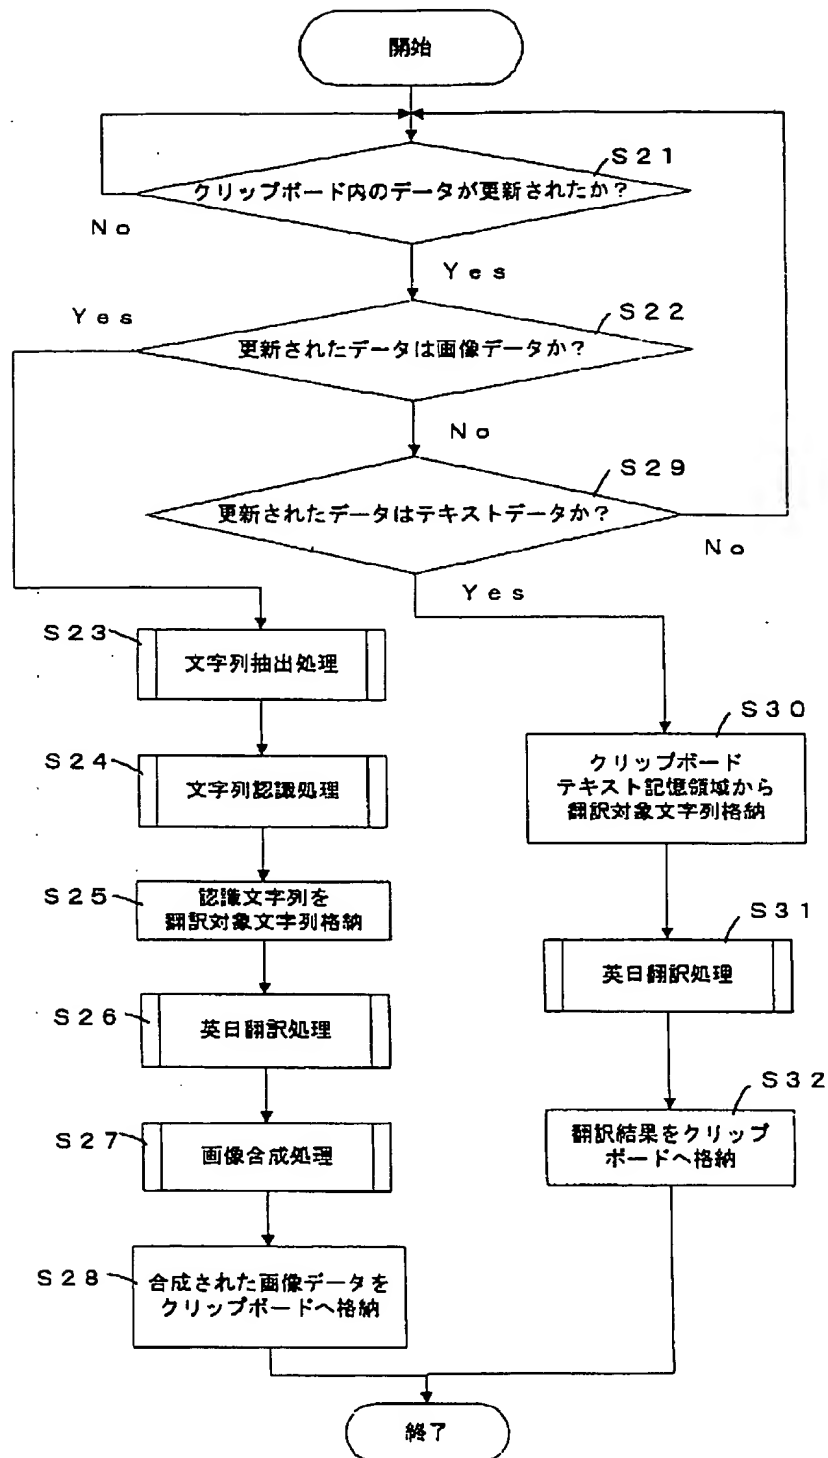 開始
S21
クリップボード内のデータが更新されたか?
No
Yes
S22
Yes
更新されたデータは画像データか?
No
S29
更新されたデータはテキストデータか?
No
Yes
S23
文字列抽出処理
S24
文字列認識処理
S25
認識文字列を
翻訳対象文字列格納
S26
英日翻訳処理
S27
画像合成処理
S28
合成された画像データを
クリップボードへ格納
S30
クリップボード
テキスト記憶領域から
翻訳対象文字列格納
S31
英日翻訳処理
S32
翻訳結果をクリップ
ボードへ格納
終了